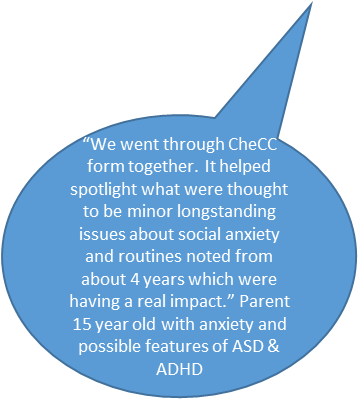 “We went through CheCC
form together. It helped
spotlight what were thought
to be minor longstanding
issues about social anxiety
and routines noted from
about 4 years which were
having a real impact.” Parent
15 year old with anxiety and
possible features of ASD &
ADHD